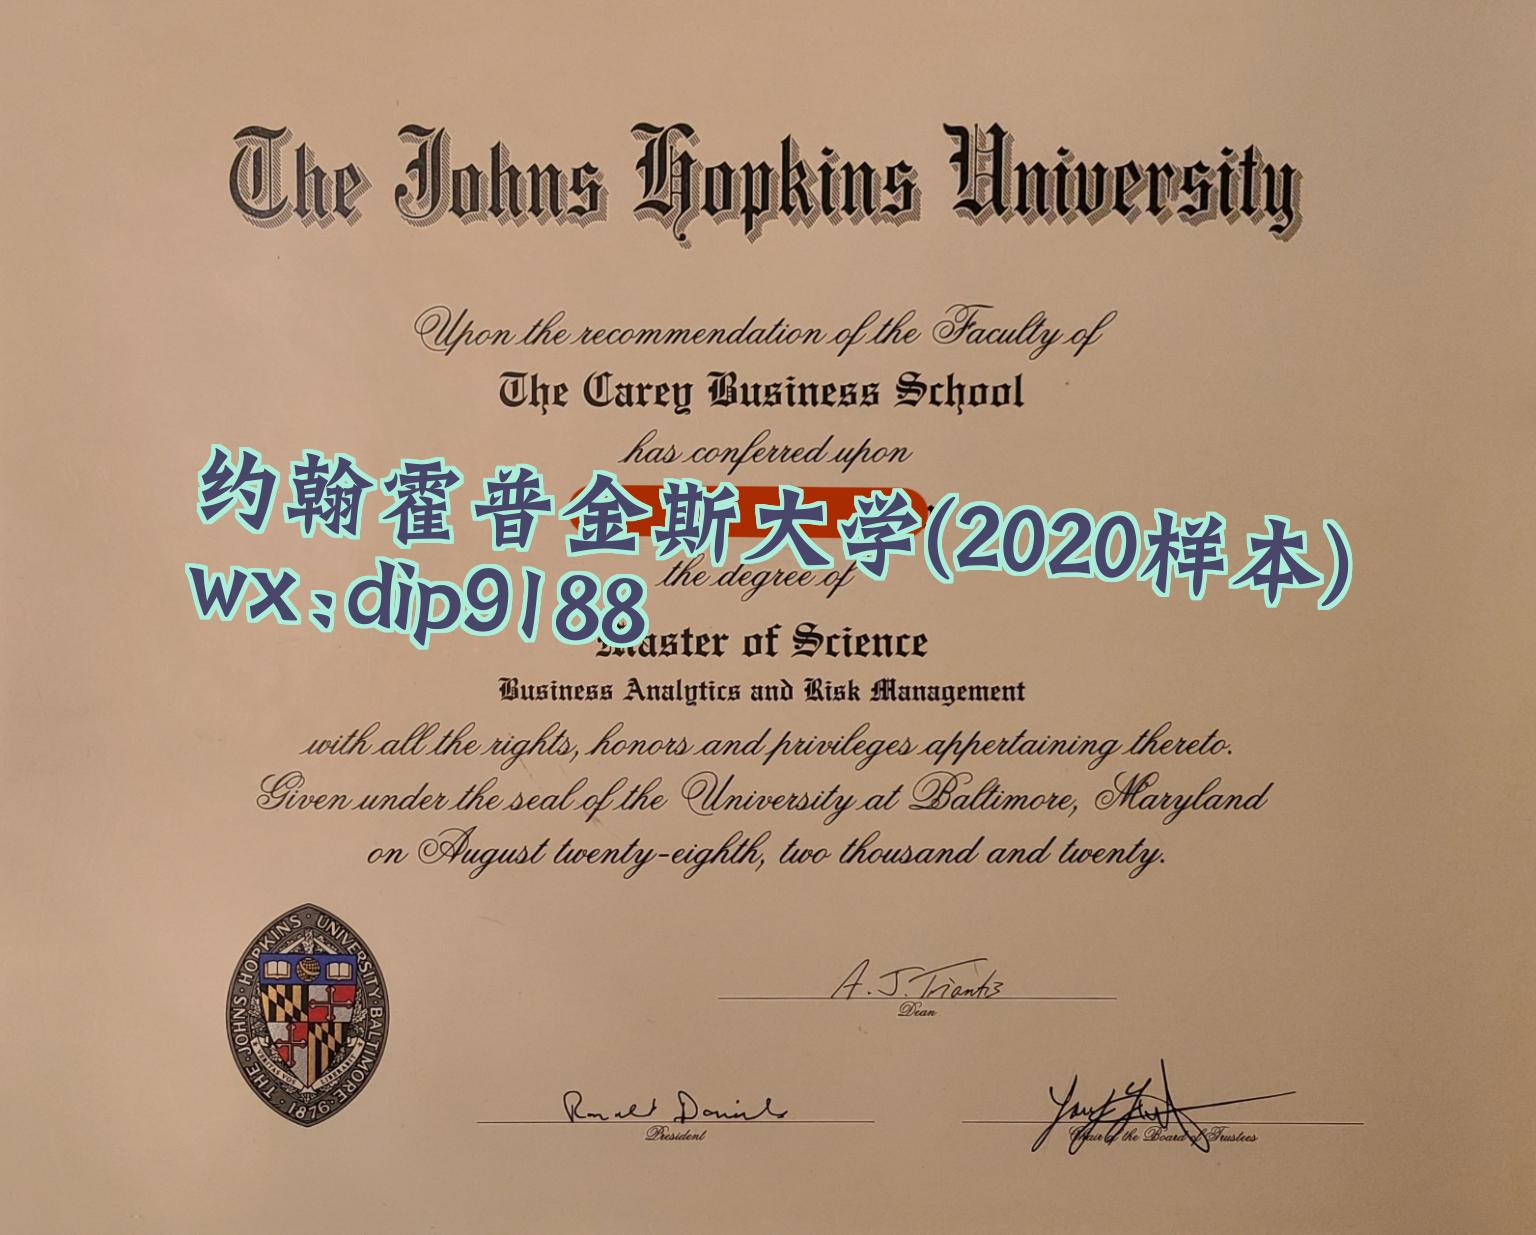 The Johns Hopkins University
Upon the recommendation of the Faculty of
The Carey Business School
has conferred upon
约翰霍普金斯大学(2020样本)
the degree of
wx:dip9188
Master of Science
Business Analytics and Risk Management
with all the rights, honors and privileges appertaining thereto.
Given under the seal of the University at Baltimore, Maryland
on August twenty-eighth, two thousand and twenty.
THE·JOHNS·HOPKINS·UNIVERSITY·BALTIMORE·
1876
A. J. Triantis
Dean
Ronald Daniels
President
Chair of the Board of Trustees